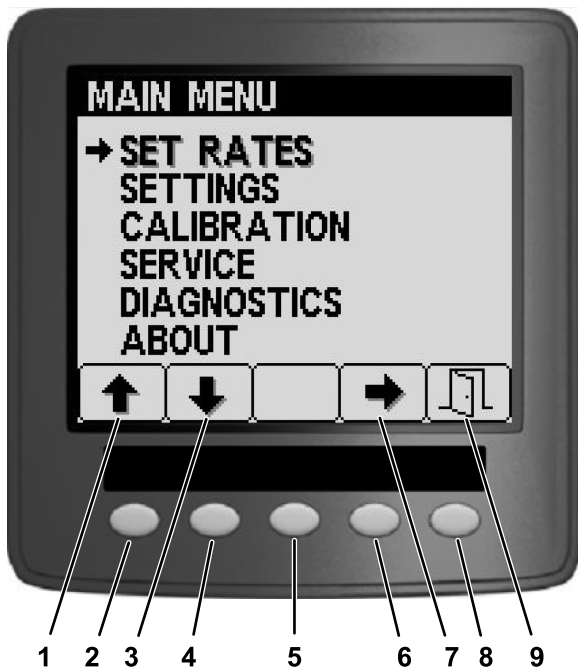 MAIN MENU
SET RATES
SETTINGS
CALIBRATION
SERVICE
DIAGNOSTICS
ABOUT
1 2 3 4 5 6 7 8 9